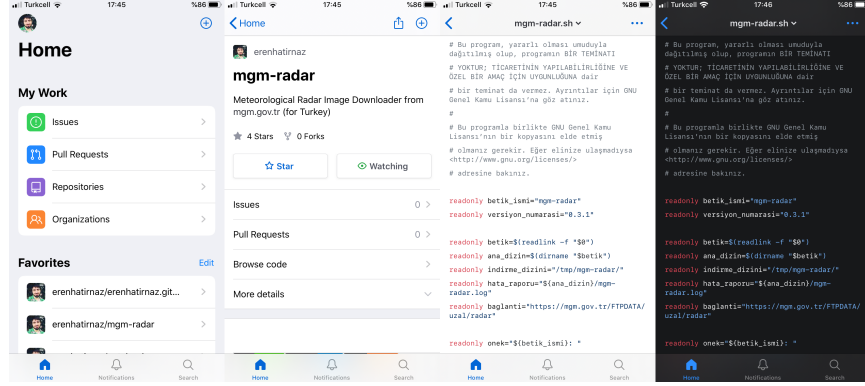 Turkcell 17:45 %86
Home
My Work
Issues
Pull Requests
Repositories
Organizations
Favorites Edit
erenhatirnaz/erenhatirnaz.git...
erenhatirnaz/mgm-radar
Home Notifications Search
Turkcell 17:45 %86
Home
erenhatirnaz
mgm-radar
Meteorological Radar Image Downloader from
mgm.gov.tr (for Turkey)
4 Stars 0 Forks
Star Watching
Issues 0
Pull Requests 0
Browse code
More details
Home Notifications Search
Turkcell 17:45 %86
mgm-radar.sh
# Bu program, yararlı olması umuduyla
dağıtılmış olup, programın BİR TEMİNATI
# YOKTUR; TİCARETİNİN YAPILABİLİRLİĞİNE VE
ÖZEL BİR AMAÇ İÇİN UYGUNLUĞUNA dair
# bir teminat da vermez. Ayrıntılar için GNU
Genel Kamu Lisansı'na göz atınız.
#
# Bu programla birlikte GNU Genel Kamu
Lisansı'nın bir kopyasını elde etmiş
# olmanız gerekir. Eğer elinize ulaşmadıysa
<http://www.gnu.org/licenses/>
# adresine bakınız.
readonly betik_ismi="mgm-radar"
readonly versiyon_numarasi="0.3.1"
readonly betik=$(readlink -f "$0")
readonly ana_dizin=$(dirname "$betik")
readonly indirme_dizini="/tmp/mgm-radar/"
readonly hata_raporu="${ana_dizin}/mgm-
radar.log"
readonly baglanti="https://mgm.gov.tr/FTPDATA/
uzal/radar"
readonly onek="${betik_ismi}: "
Home Notifications Search
Turkcell 17:46 %86
mgm-radar.sh
# Bu program, yararlı olması umuduyla
dağıtılmış olup, programın BİR TEMİNATI
# YOKTUR; TİCARETİNİN YAPILABİLİRLİĞİNE VE
ÖZEL BİR AMAÇ İÇİN UYGUNLUĞUNA dair
# bir teminat da vermez. Ayrıntılar için GNU
Genel Kamu Lisansı'na göz atınız.
#
# Bu programla birlikte GNU Genel Kamu
Lisansı'nın bir kopyasını elde etmiş
# olmanız gerekir. Eğer elinize ulaşmadıysa
<http://www.gnu.org/licenses/>
# adresine bakınız.
readonly betik_ismi="mgm-radar"
readonly versiyon_numarasi="0.3.1"
readonly betik=$(readlink -f "$0")
readonly ana_dizin=$(dirname "$betik")
readonly indirme_dizini="/tmp/mgm-radar/"
readonly hata_raporu="${ana_dizin}/mgm-
radar.log"
readonly baglanti="https://mgm.gov.tr/FTPDATA/
uzal/radar"
readonly onek="${betik_ismi}: "
Home Notifications Search